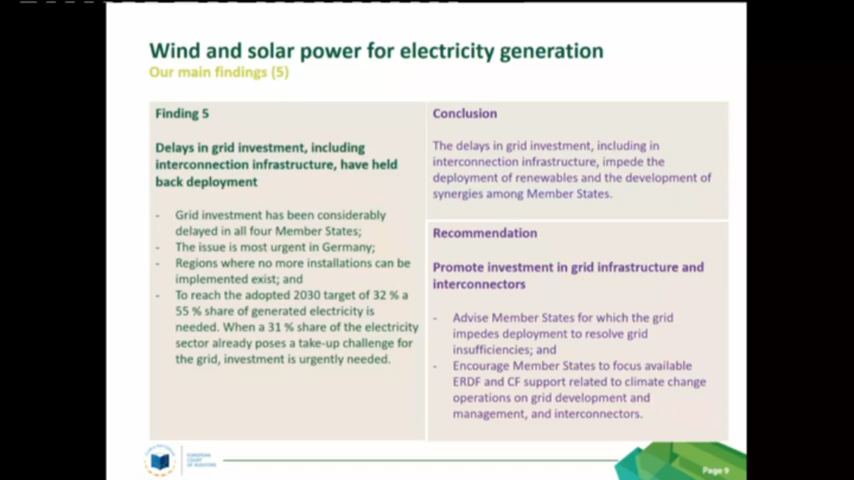 Wind and solar power for electricity generation
Our main findings (5)
Finding 5
Delays in grid investment, including
interconnection infrastructure, have held
back deployment
- Grid investment has been considerably
delayed in all four Member States;
- The issue is most urgent in Germany;
- Regions where no more installations can be
implemented exist; and
- To reach the adopted 2030 target of 32 % a
55 % share of generated electricity is
needed. When a 31 % share of the electricity
sector already poses a take-up challenge for
the grid, investment is urgently needed.
Conclusion
The delays in grid investment, including in
interconnection infrastructure, impede the
deployment of renewables and the development of
synergies among Member States.
Recommendation
Promote investment in grid infrastructure and
interconnectors
- Advise Member States for which the grid
impedes deployment to resolve grid
insufficiencies; and
- Encourage Member States to focus available
ERDF and CF support related to climate change
operations on grid development and
management, and interconnectors.
EUROPEAN
COURT
OF AUDITORS
Page 9